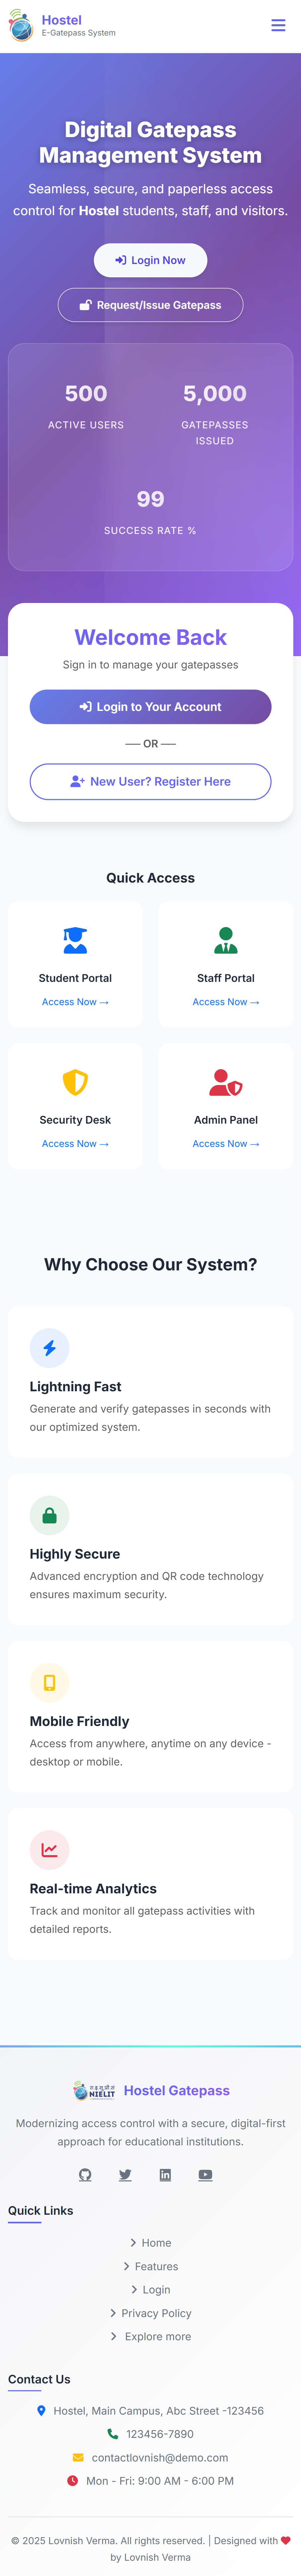 Hostel
E-Gatepass System
Digital Gatepass
Management System
Seamless, secure, and paperless access
control for Hostel students, staff, and visitors.
Login Now
Request/Issue Gatepass
500
ACTIVE USERS
5,000
GATEPASSES
ISSUED
99
SUCCESS RATE %
Welcome Back
Sign in to manage your gatepasses
Login to Your Account
OR
New User? Register Here
Quick Access
Student Portal
Access Now →
Staff Portal
Access Now →
Security Desk
Access Now →
Admin Panel
Access Now →
Why Choose Our System?
Lightning Fast
Generate and verify gatepasses in seconds with
our optimized system.
Highly Secure
Advanced encryption and QR code technology
ensures maximum security.
Mobile Friendly
Access from anywhere, anytime on any device -
desktop or mobile.
Real-time Analytics
Track and monitor all gatepass activities with
detailed reports.
NIELIT
Hostel Gatepass
Modernizing access control with a secure, digital-first
approach for educational institutions.
Quick Links
Home
Features
Login
Privacy Policy
Explore more
Contact Us
Hostel, Main Campus, Abc Street -123456
123456-7890
contactlovnish@demo.com
Mon - Fri: 9:00 AM - 6:00 PM
© 2025 Lovnish Verma. All rights reserved. | Designed with ❤
by Lovnish Verma